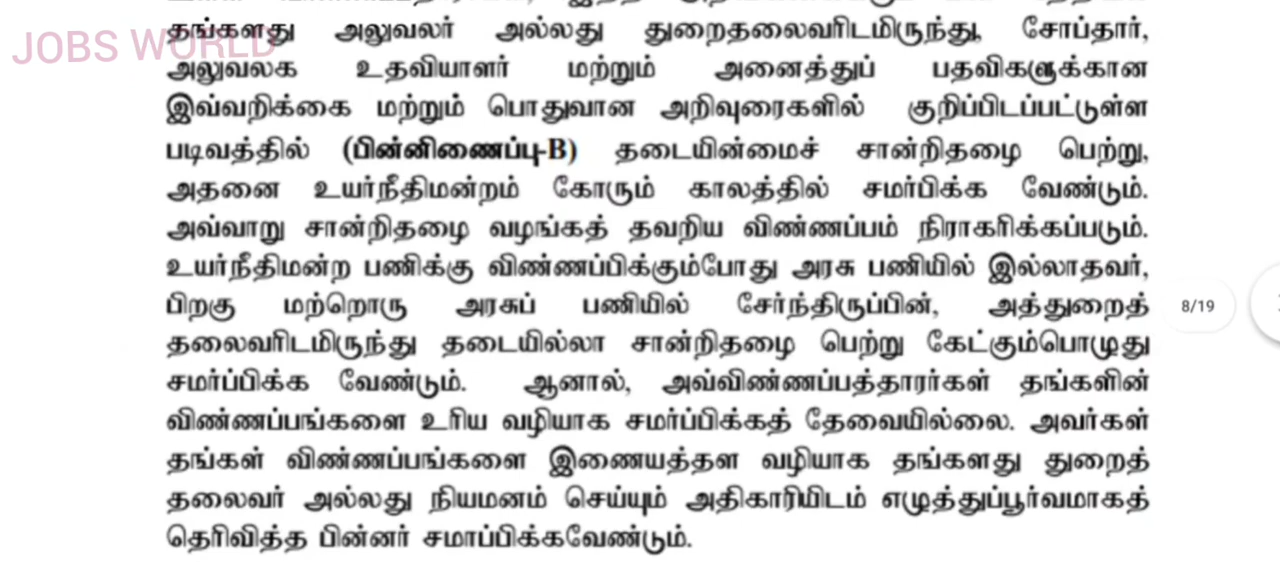 JOBS WORLD
தங்களது அலுவலர் அல்லது துறைதலைவரிடமிருந்து, சோப்தார்,
அலுவலக உதவியாளர் மற்றும் அனைத்துப் பதவிகளுக்கான
இவ்வறிக்கை மற்றும் பொதுவான அறிவுரைகளில் குறிப்பிடப்பட்டுள்ள
படிவத்தில் (பின்னிணைப்பு-B) தடையின்மைச் சான்றிதழை பெற்று,
அதனை உயர்நீதிமன்றம் கோரும் காலத்தில் சமர்பிக்க வேண்டும்.
அவ்வாறு சான்றிதழை வழங்கத் தவறிய விண்ணப்பம் நிராகரிக்கப்படும்.
உயர்நீதிமன்ற பணிக்கு விண்ணப்பிக்கும்போது அரசு பணியில் இல்லாதவர்,
பிறகு மற்றொரு அரசுப் பணியில் சேர்ந்திருப்பின், அத்துறைத்
8/19
தலைவரிடமிருந்து தடையில்லா சான்றிதழை பெற்று கேட்கும்பொழுது
சமர்ப்பிக்க வேண்டும். ஆனால், அவ்விண்ணப்பத்தாரர்கள் தங்களின்
விண்ணப்பங்களை உரிய வழியாக சமர்ப்பிக்கத் தேவையில்லை. அவர்கள்
தங்கள் விண்ணப்பங்களை இணையத்தள வழியாக தங்களது துறைத்
தலைவர் அல்லது நியமனம் செய்யும் அதிகாரியிடம் எழுத்துப்பூர்வமாகத்
தெரிவித்த பின்னர் சமாப்பிக்கவேண்டும்.